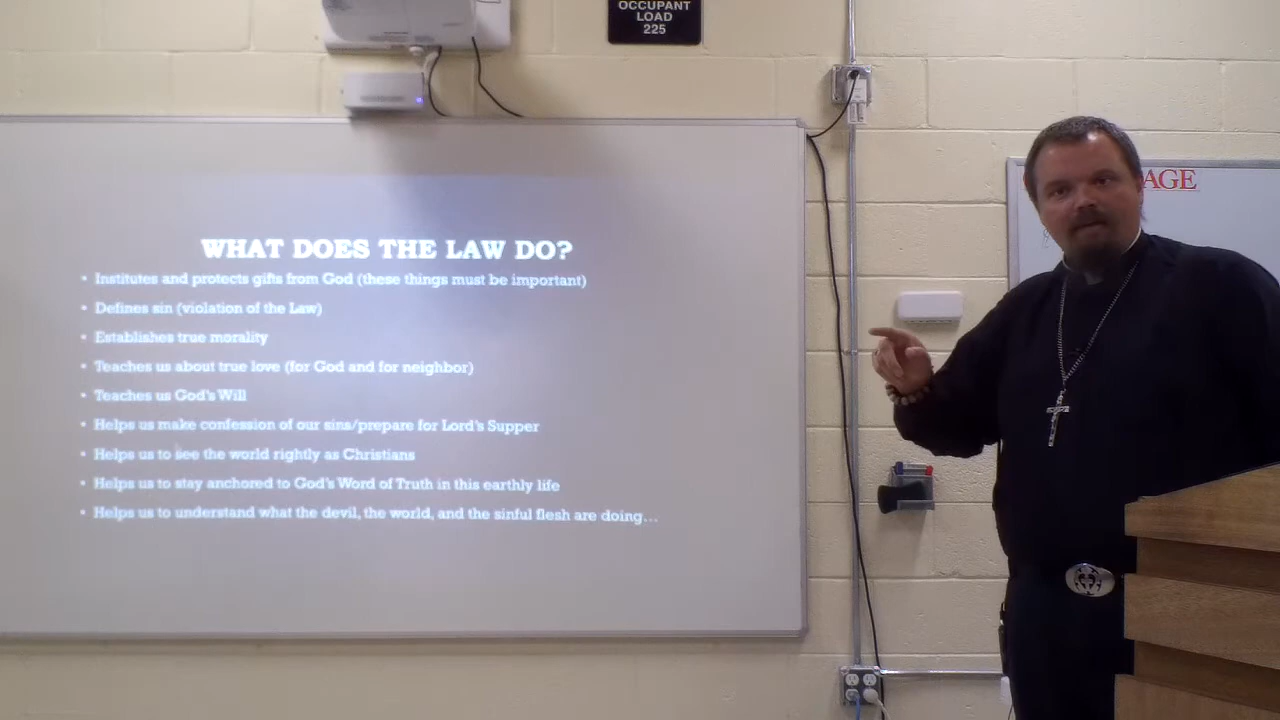 OCCUPANT
LOAD
225
AGE
WHAT DOES THE LAW DO?
• Institutes and protects gifts from God (these things must be important)
• Defines sin (violation of the Law)
• Establishes true morality
• Teaches us about true love (for God and for neighbor)
• Teaches us God's Will
• Helps us make confession of our sins/prepare for Lord's Supper
• Helps us to see the world rightly as Christians
• Helps us to stay anchored to God's Word of Truth in this earthly life
• Helps us to understand what the devil, the world, and the sinful flesh are doing...